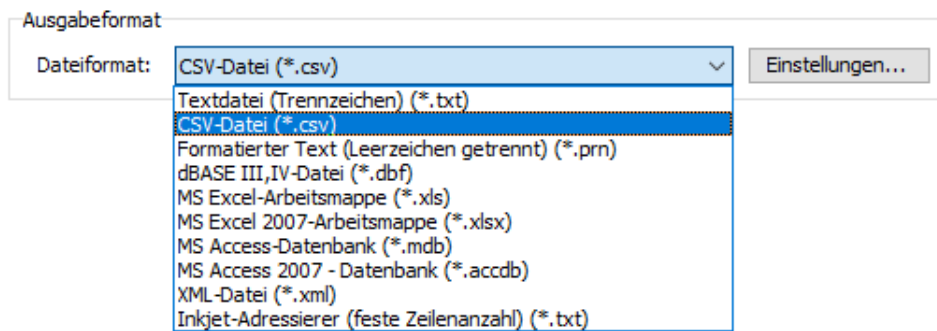 Ausgabeformat
Dateiformat: CSV-Datei (*.csv) Einstellungen...
Textdatei (Trennzeichen) (*.txt)
CSV-Datei (*.csv)
Formatierter Text (Leerzeichen getrennt) (*.prn)
dBASE III,IV-Datei (*.dbf)
MS Excel-Arbeitsmappe (*.xls)
MS Excel 2007-Arbeitsmappe (*.xlsx)
MS Access-Datenbank (*.mdb)
MS Access 2007 - Datenbank (*.accdb)
XML-Datei (*.xml)
Inkjet-Adressierer (feste Zeilenanzahl) (*.txt)